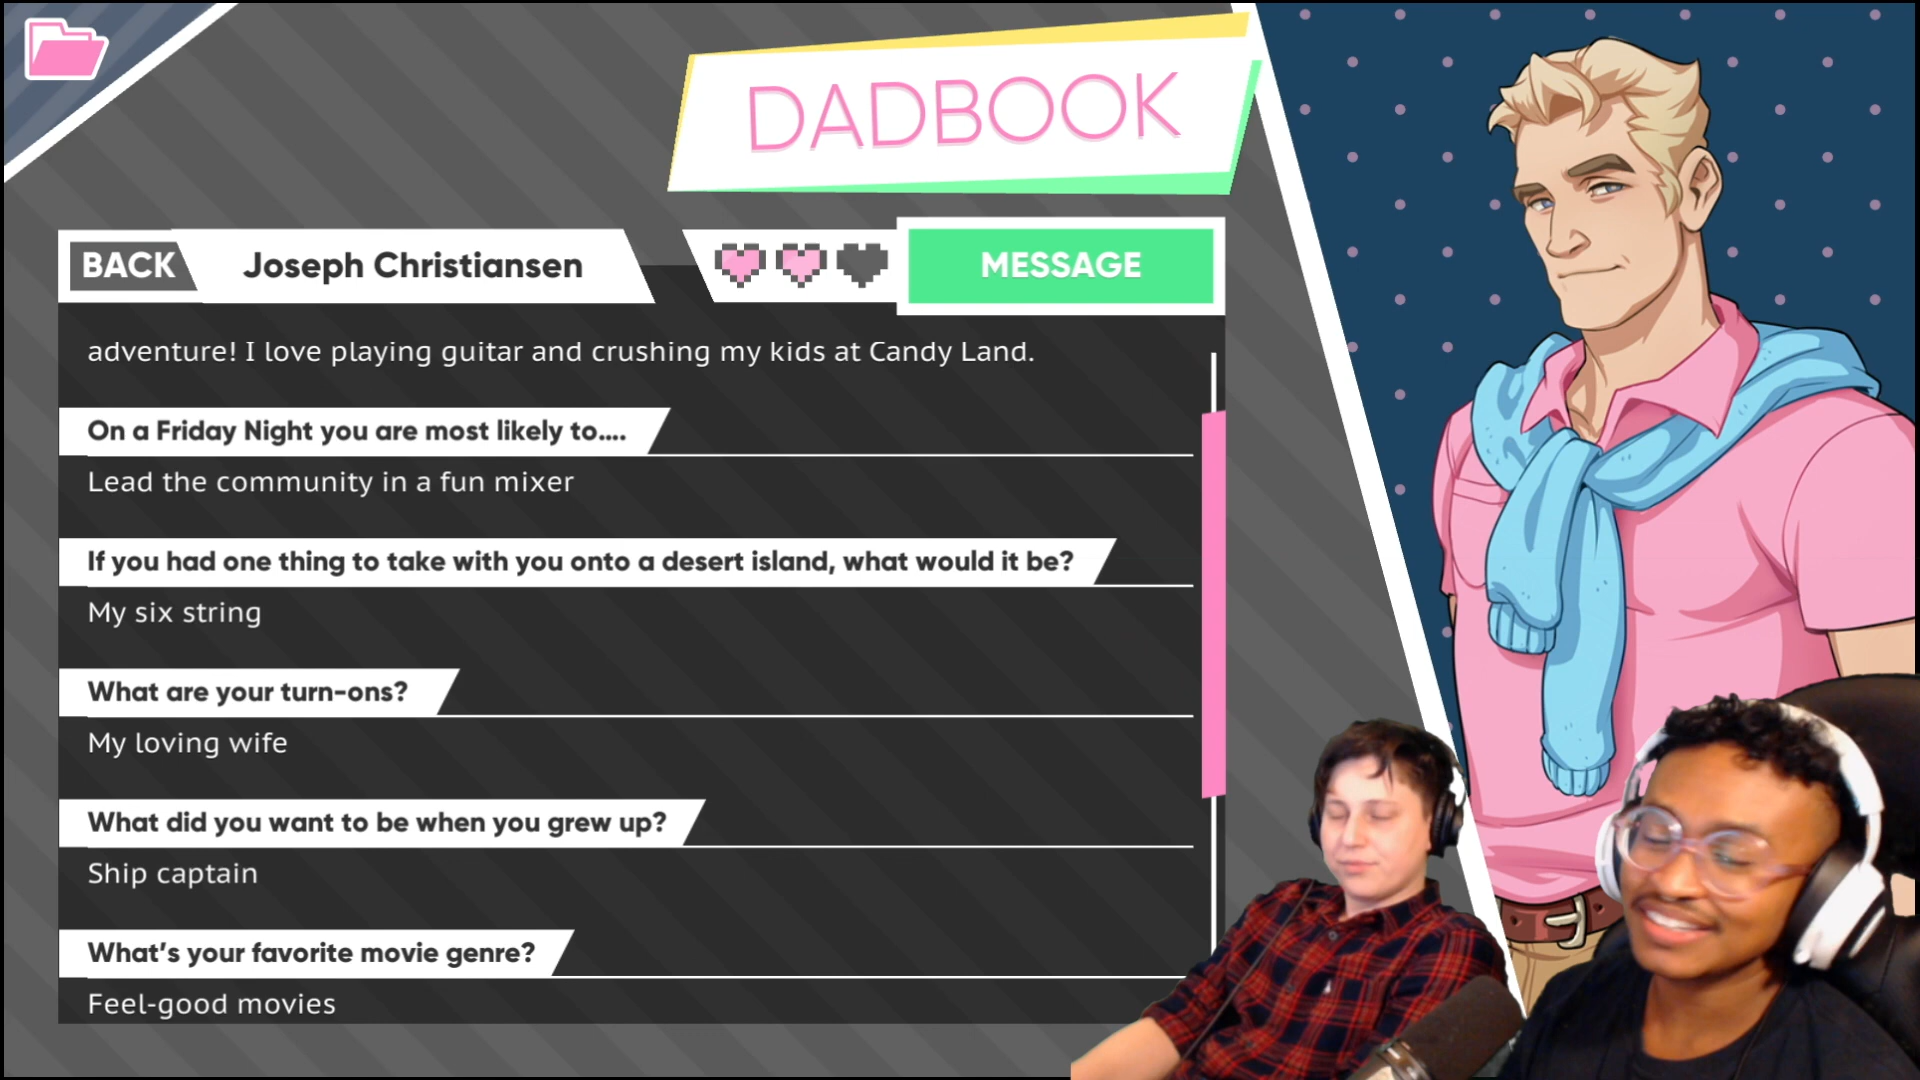 DADBOOK
BACK
Joseph Christiansen
MESSAGE
adventure! I love playing guitar and crushing my kids at Candy Land.
On a Friday Night you are most likely to....
Lead the community in a fun mixer
If you had one thing to take with you onto a desert island, what would it be?
My six string
What are your turn-ons?
My loving wife
What did you want to be when you grew up?
Ship captain
What's your favorite movie genre?
Feel-good movies